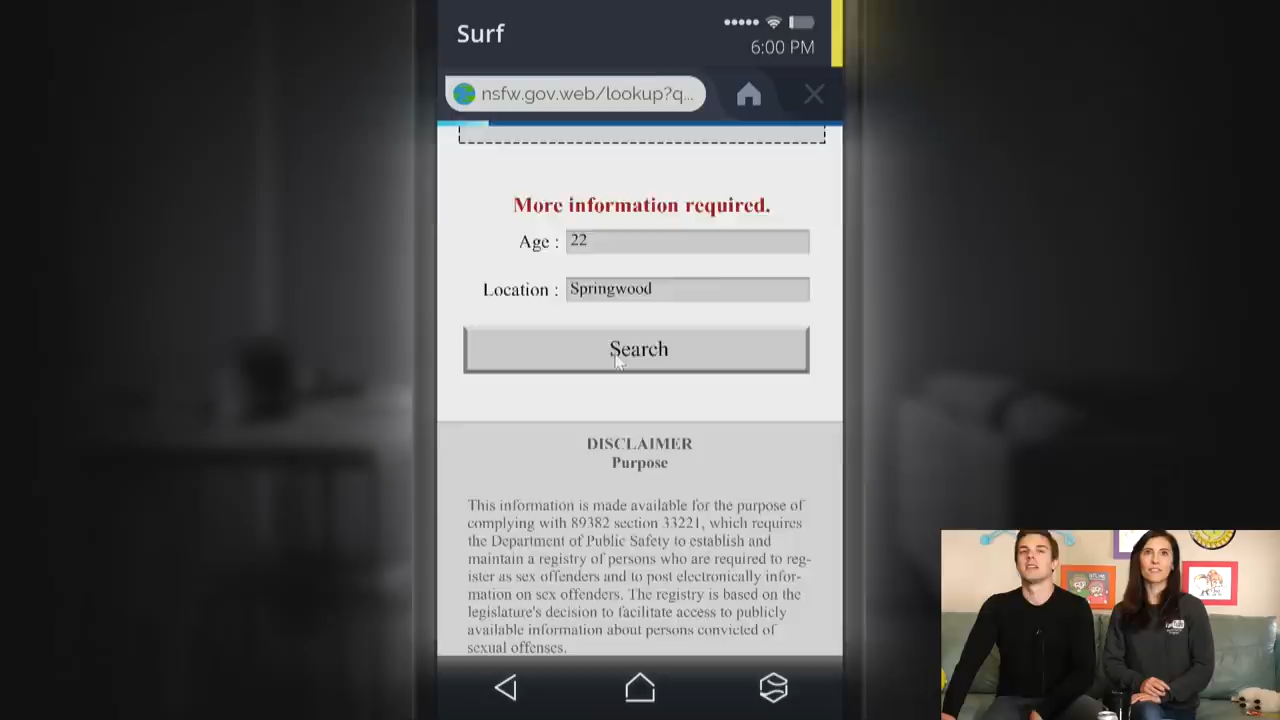 Surf
6:00 PM
nsfw.gov.web/lookup?q...
More information required.
Age : 22
Location : Springwood
Search
DISCLAIMER
Purpose
This information is made available for the purpose of
complying with 89382 section 33221, which requires
the Department of Public Safety to establish and
maintain a registry of persons who are required to reg-
ister as sex offenders and to post electronically infor-
mation on sex offenders. The registry is based on the
legislature's decision to facilitate access to publicly
available information about persons convicted of
sexual offenses.